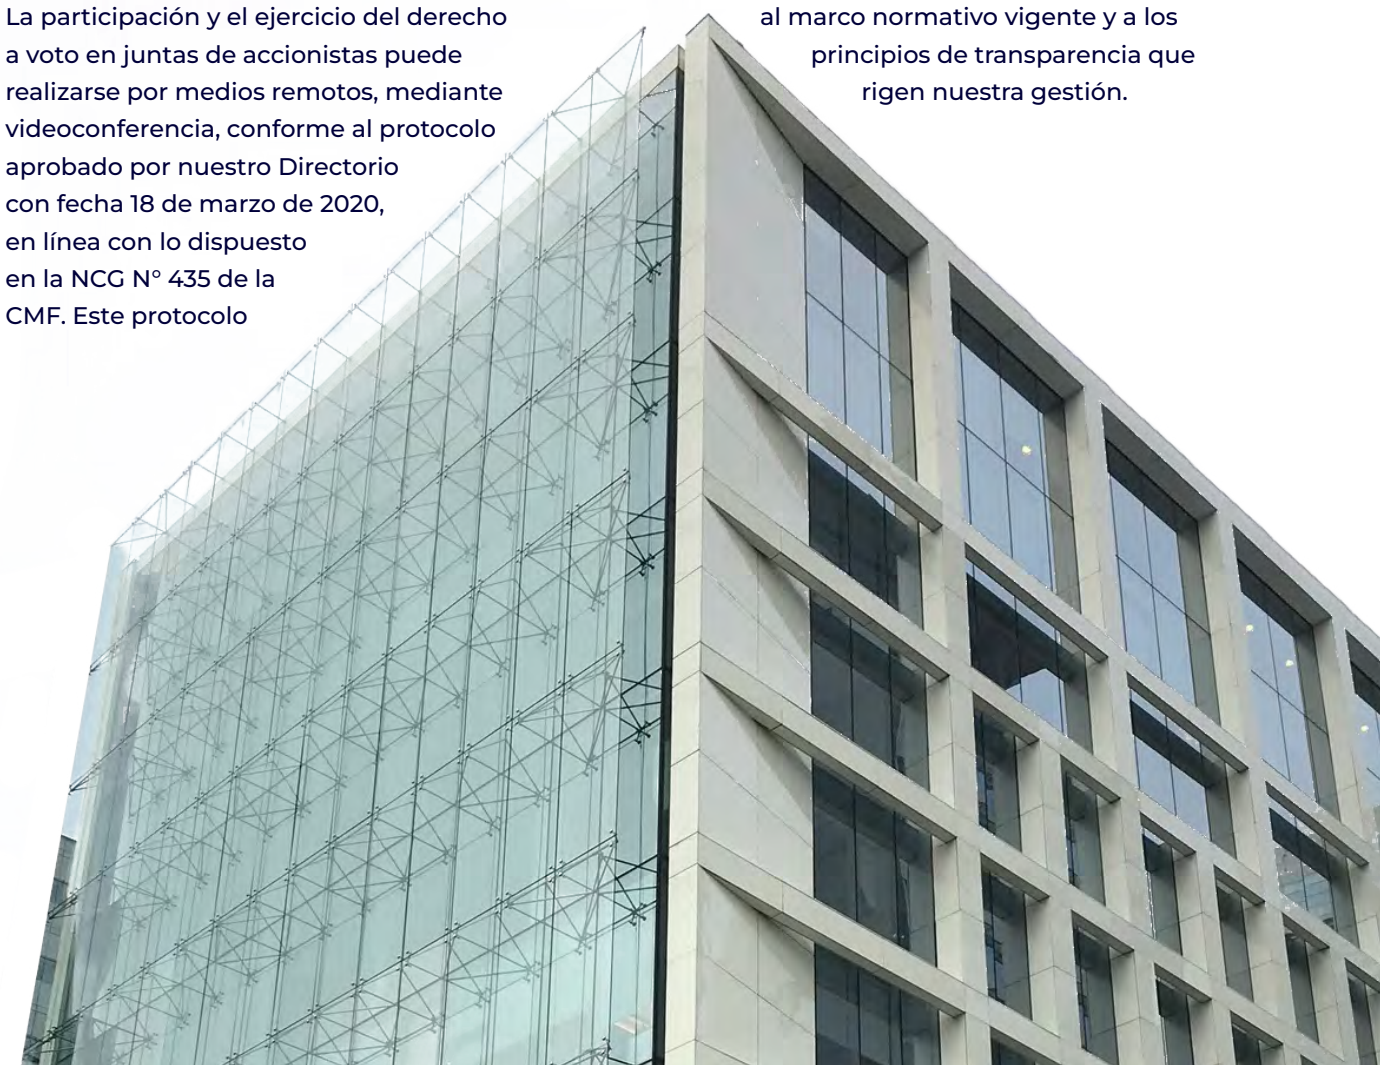 La participación y el ejercicio del derecho
a voto en juntas de accionistas puede
realizarse por medios remotos, mediante
videoconferencia, conforme al protocolo
aprobado por nuestro Directorio
con fecha 18 de marzo de 2020,
en línea con lo dispuesto
en la NCG N° 435 de la
CMF. Este protocolo
al marco normativo vigente y a los
principios de transparencia que
rigen nuestra gestión.